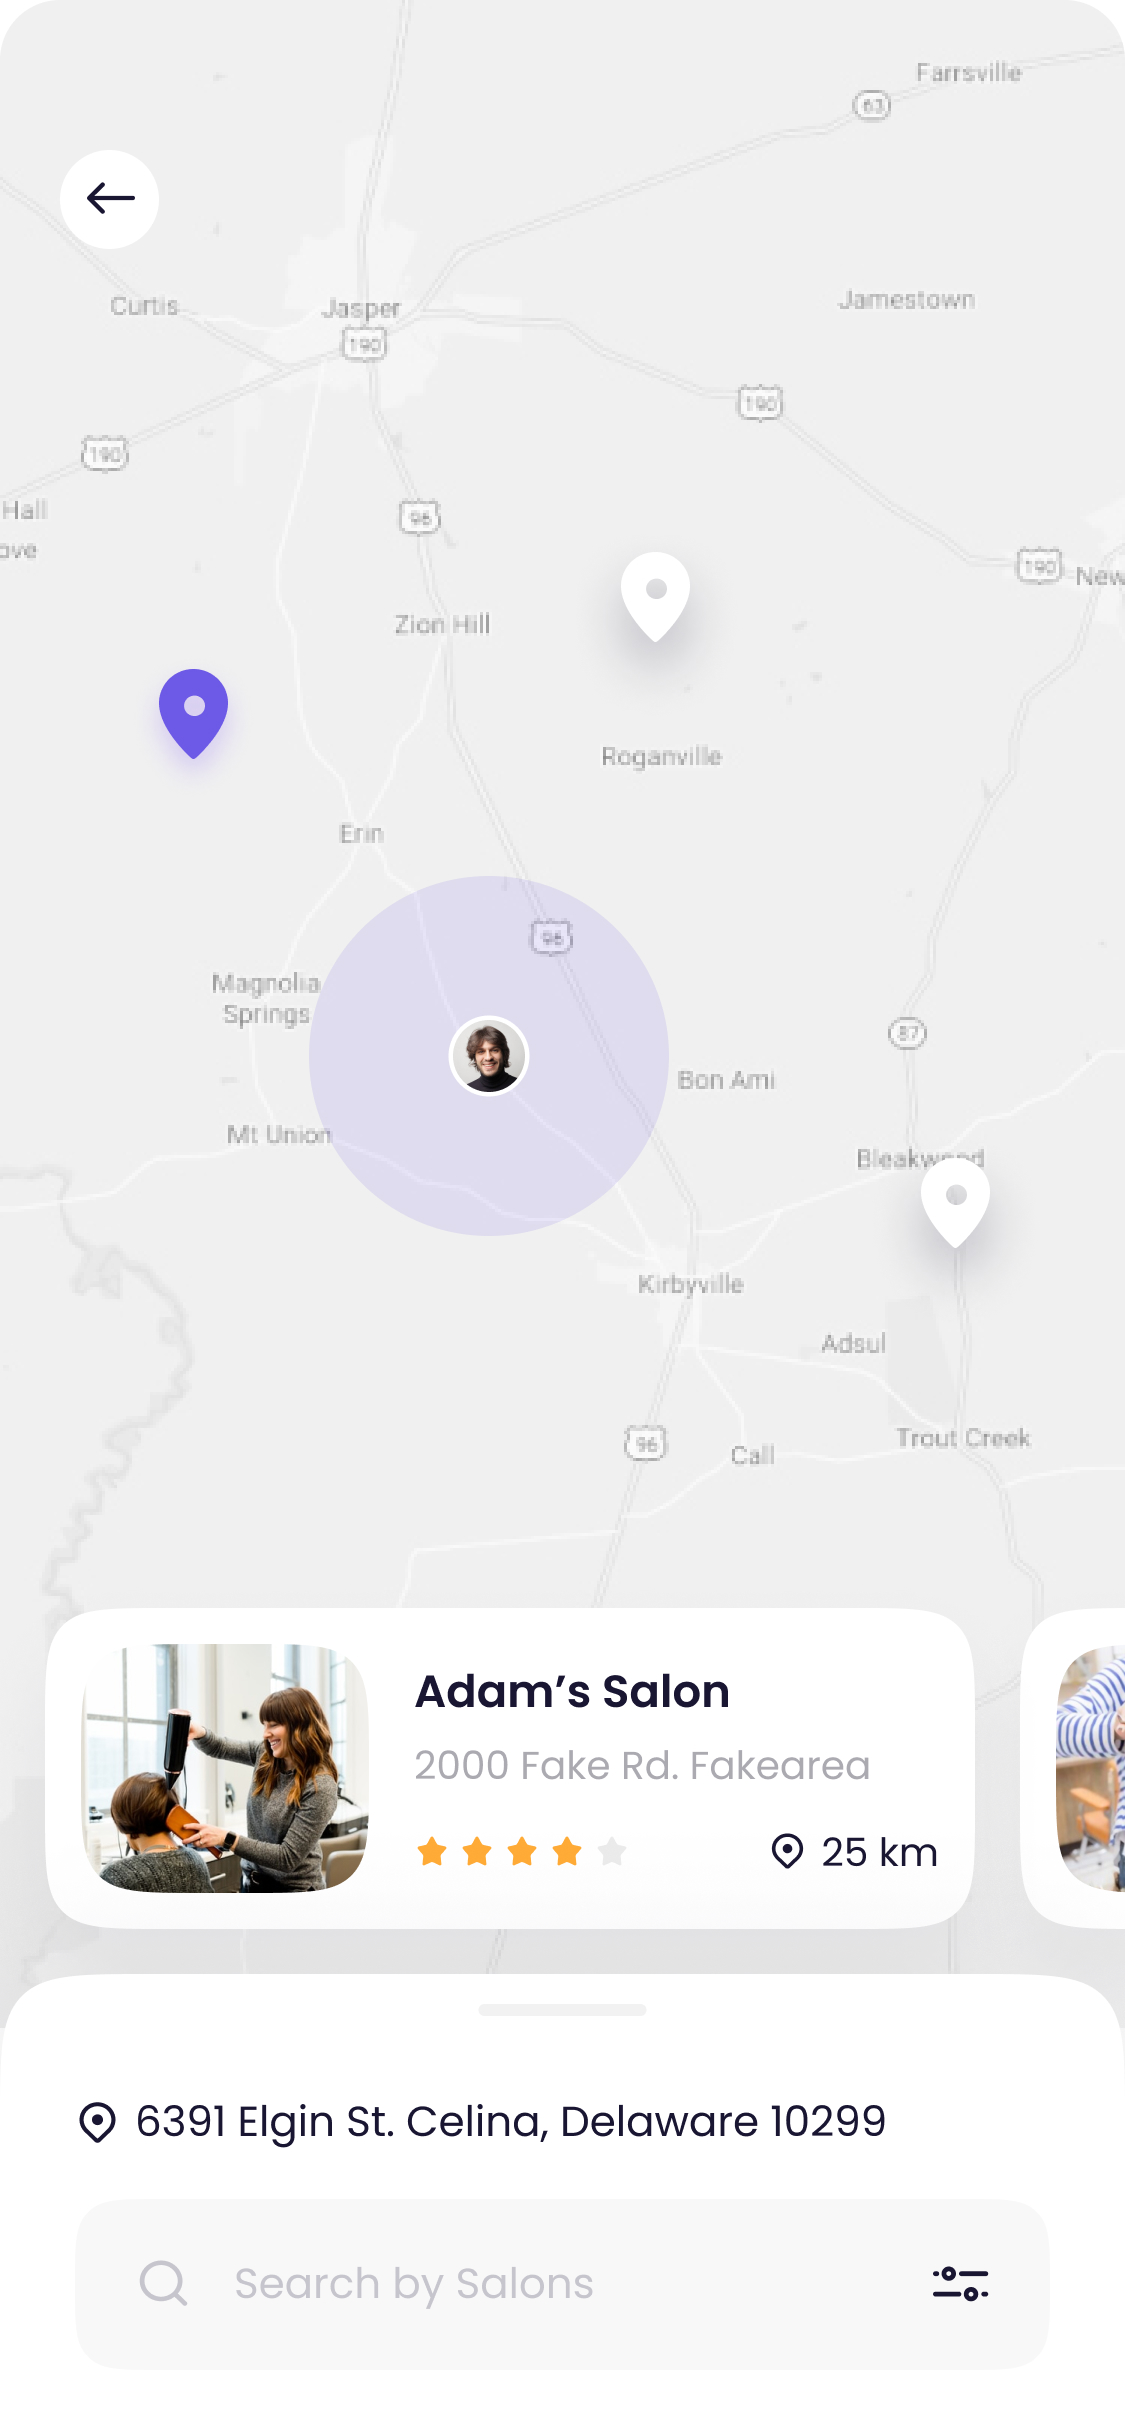 Farrsville
63
Curtis
Jasper
Jamestown
190
190
190
Hall
96
ove
190
New
Zion Hill
Roganville
Erin
96
Magnolia
Springs
87
Bon Ami
Mt Union
Bleakwood
Kirbyville
Adsul
96
Call
Trout Creek
Adam’s Salon
2000 Fake Rd. Fakearea
25 km
6391 Elgin St. Celina, Delaware 10299
Search by Salons